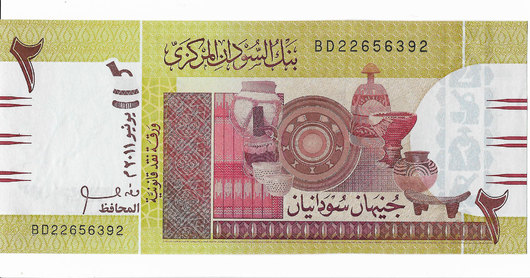 بنك السودان المركزي
BD22656392
٢
يونيو ٢٠١١م
ورقة نقد قانونية
المحافظ
BD22656392
جنيهان سودانيان
٢